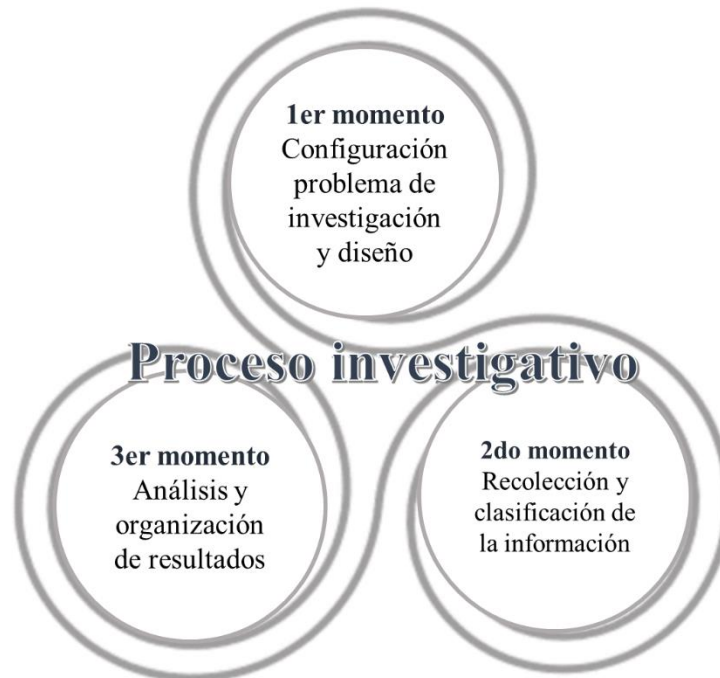 1er momento
Configuración
problema de
investigación
y diseño
Proceso investigativo
3er momento
Análisis y
organización
de resultados
2do momento
Recolección y
clasificación de
la información